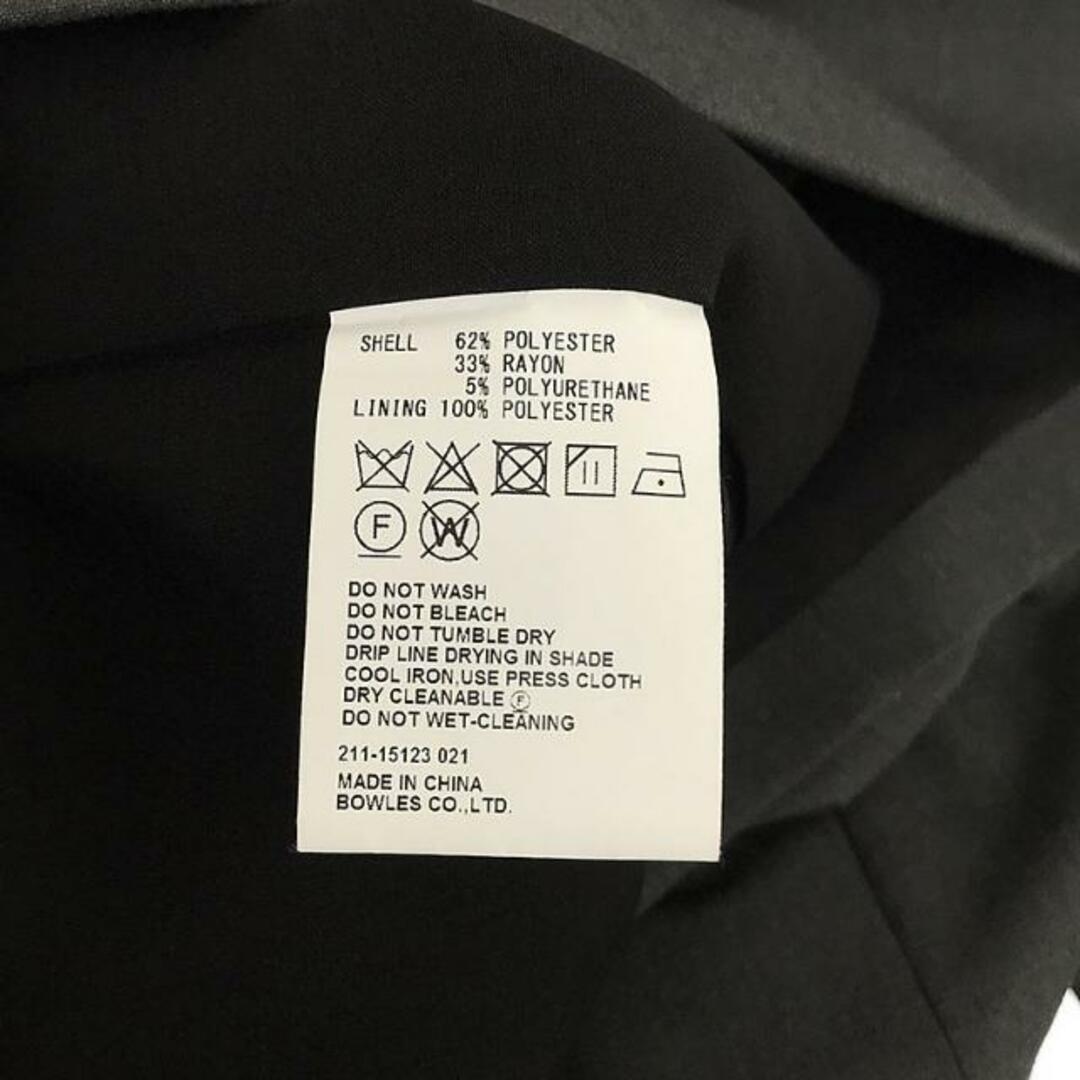 SHELL 62% POLYESTER
33% RAYON
5% POLYURETHANE
LINING 100% POLYESTER
F W
DO NOT WASH
DO NOT BLEACH
DO NOT TUMBLE DRY
DRIP LINE DRYING IN SHADE
COOL IRON,USE PRESS CLOTH
DRY CLEANABLE Ⓕ
DO NOT WET-CLEANING
211-15123 021
MADE IN CHINA
BOWLES CO.,LTD.